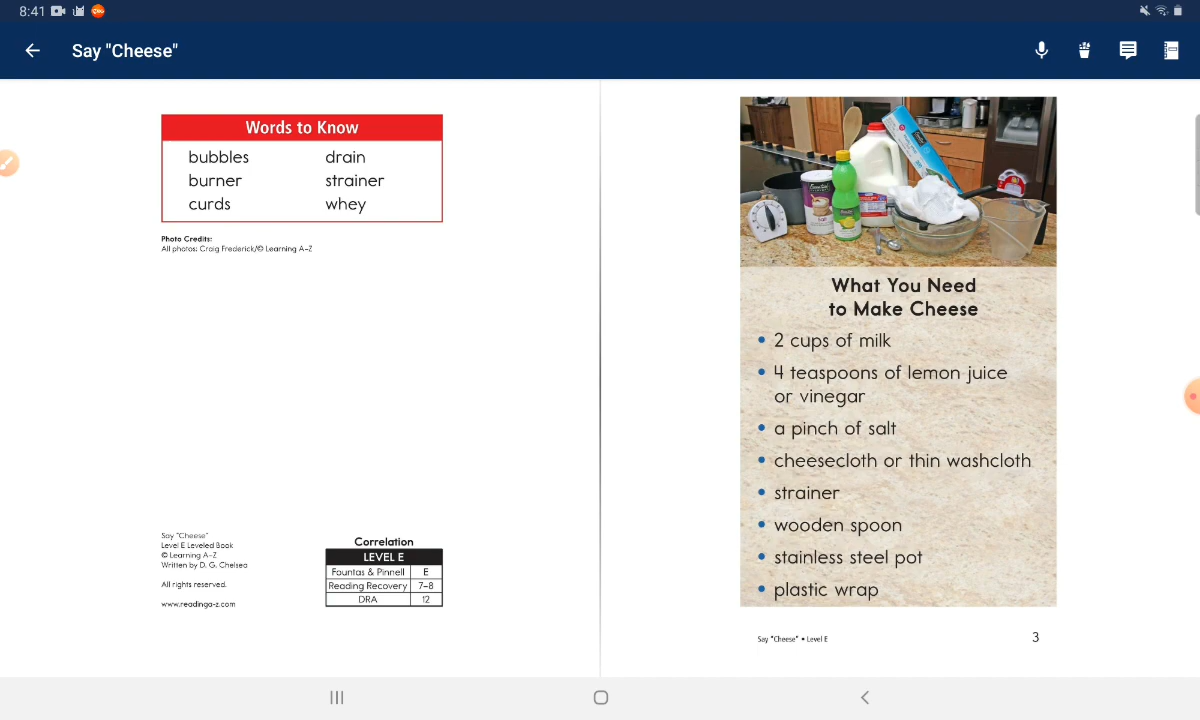 8:41
Say "Cheese"
Words to Know
bubbles drain
burner strainer
curds whey
Photo Credits:
All photos: Craig Frederick/© Learning A–Z
Say "Cheese"
Level E Leveled Book
© Learning A–Z
Written by D. G. Chelsea
All rights reserved.
www.readinga-z.com
Correlation
LEVEL E
Fountas & Pinnell E
Reading Recovery 7–8
DRA 12
What You Need
to Make Cheese
• 2 cups of milk
• 4 teaspoons of lemon juice
or vinegar
• a pinch of salt
• cheesecloth or thin washcloth
• strainer
• wooden spoon
• stainless steel pot
• plastic wrap
Say "Cheese" • Level E 3